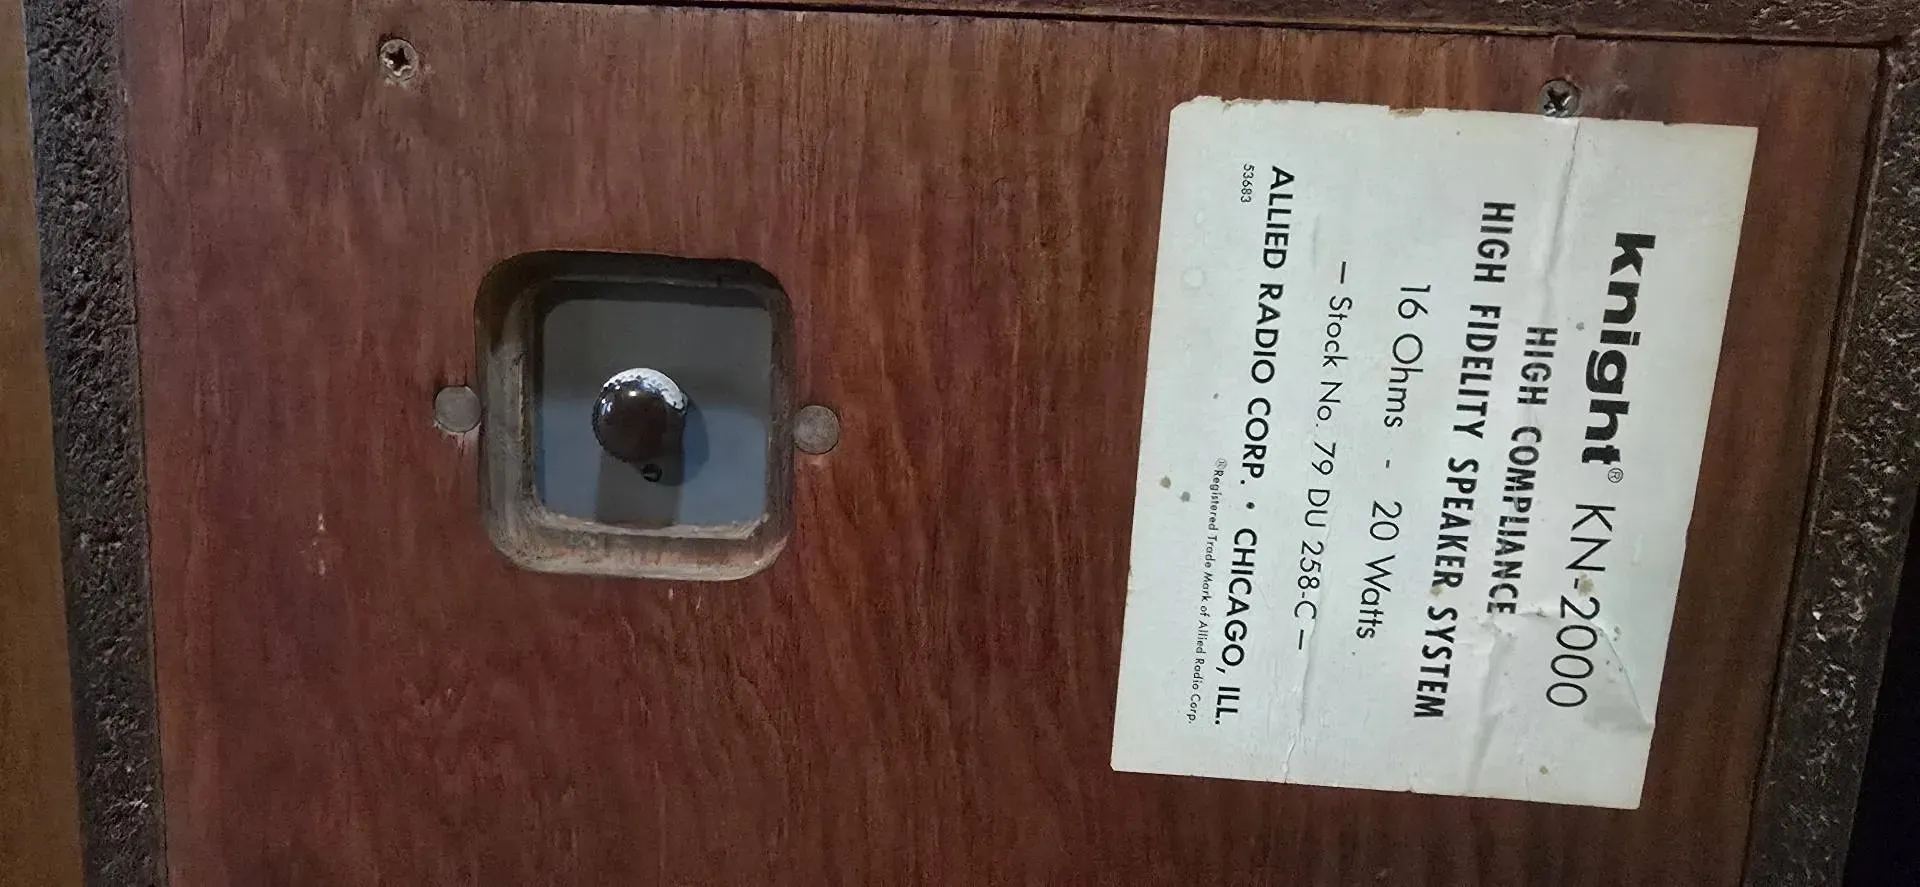 knight® KN-2000
HIGH COMPLIANCE
HIGH FIDELITY SPEAKER SYSTEM
16 Ohms - 20 Watts
— Stock No. 79 DU 258-C —
ALLIED RADIO CORP. • CHICAGO, ILL.
53683 ®Registered Trade Mark of Allied Radio Corp.